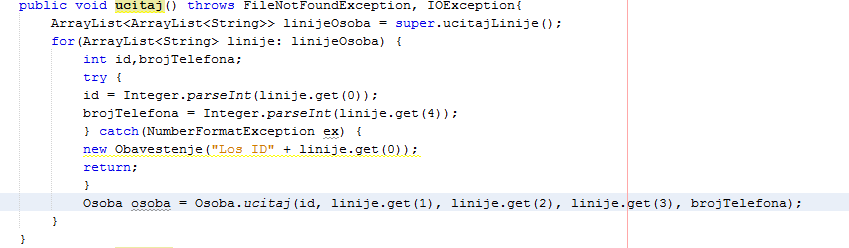 public void ucitaj() throws FileNotFoundException, IOException{
ArrayList<ArrayList<String>> linijeOsoba = super.ucitajLinije();
for(ArrayList<String> linije: linijeOsoba) {
int id,brojTelefona;
try {
id = Integer.parseInt(linije.get(0));
brojTelefona = Integer.parseInt(linije.get(4));
} catch(NumberFormatException ex) {
new Obavestenje("Los ID" + linije.get(0));
return;
}
Osoba osoba = Osoba.ucitaj(id, linije.get(1), linije.get(2), linije.get(3), brojTelefona);
}
}